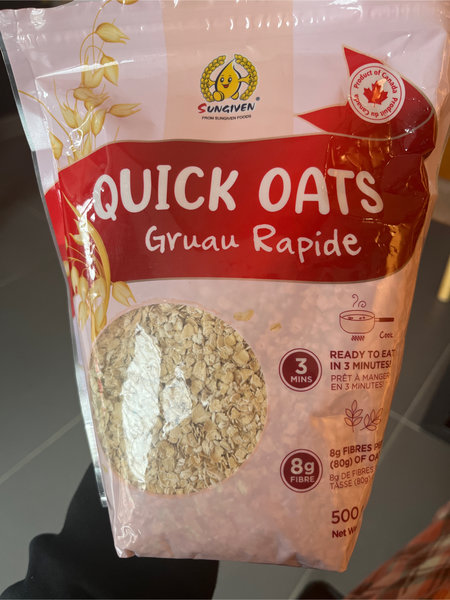 SUNGIVEN®
FROM SUNGIVEN FOODS
Product of Canada
Produit du Canada
QUICK OATS
Gruau Rapide
3
MINS
READY TO EAT
IN 3 MINUTES!
PRÊT À MANGER
EN 3 MINUTES!
8g
FIBRE
8g FIBRES
(80g) OF
8g DE FIBRES
TASSE (80g)
500
Net